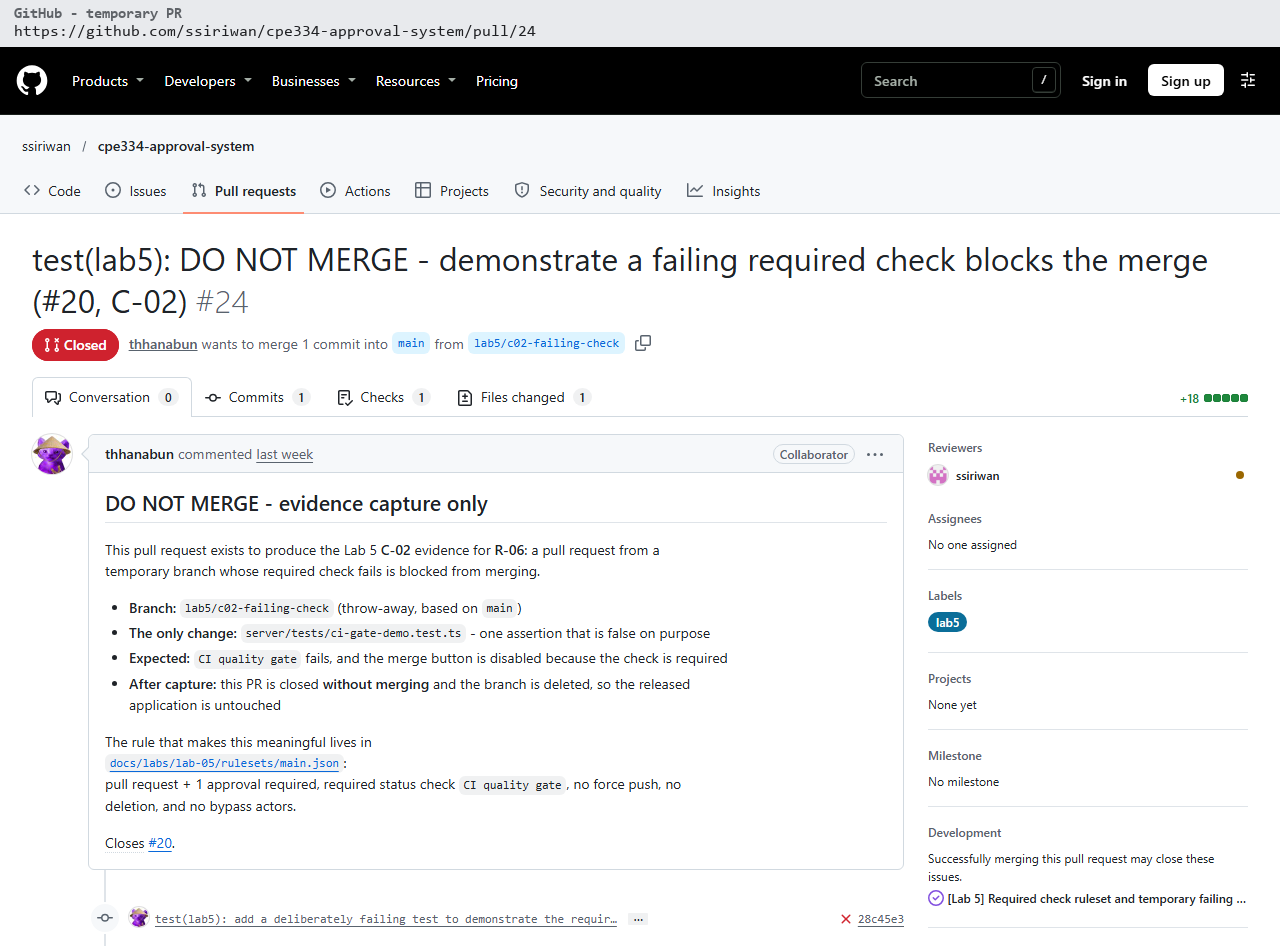 GitHub - temporary PR
https://github.com/ssiriwan/cpe334-approval-system/pull/24
Products Developers Businesses Resources Pricing Search / Sign in Sign up
ssiriwan / cpe334-approval-system
Code Issues Pull requests Actions Projects Security and quality Insights
test(lab5): DO NOT MERGE - demonstrate a failing required check blocks the merge
(#20, C-02) #24
Closed thhanabun wants to merge 1 commit into main from lab5/c02-failing-check
Conversation 0 Commits 1 Checks 1 Files changed 1 +18
thhanabun commented last week Collaborator
DO NOT MERGE - evidence capture only
This pull request exists to produce the Lab 5 C-02 evidence for R-06: a pull request from a
temporary branch whose required check fails is blocked from merging.
Branch: lab5/c02-failing-check (throw-away, based on main)
The only change: server/tests/ci-gate-demo.test.ts - one assertion that is false on purpose
Expected: CI quality gate fails, and the merge button is disabled because the check is required
After capture: this PR is closed without merging and the branch is deleted, so the released
application is untouched
The rule that makes this meaningful lives in
docs/labs/lab-05/rulesets/main.json:
pull request + 1 approval required, required status check CI quality gate, no force push, no
deletion, and no bypass actors.
Closes #20.
test(lab5): add a deliberately failing test to demonstrate the requir… ... 28c45e3
Reviewers
ssiriwan
Assignees
No one assigned
Labels
lab5
Projects
None yet
Milestone
No milestone
Development
Successfully merging this pull request may close these
issues.
[Lab 5] Required check ruleset and temporary failing ...